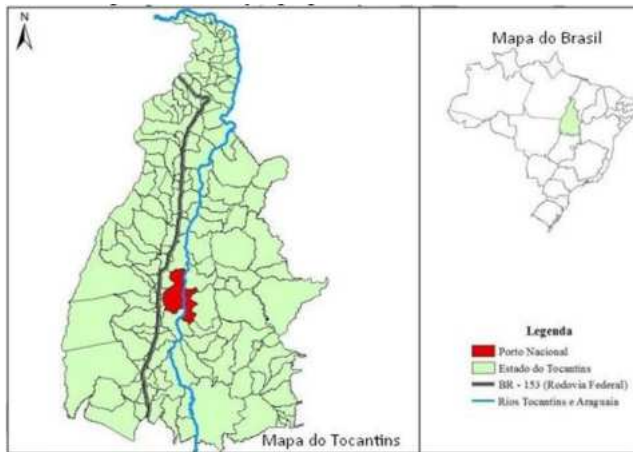 N
Mapa do Brasil
Legenda
Porto Nacional
Estado do Tocantins
BR - 153 (Rodovia Federal)
Rios Tocantins e Araguaia
Mapa do Tocantins